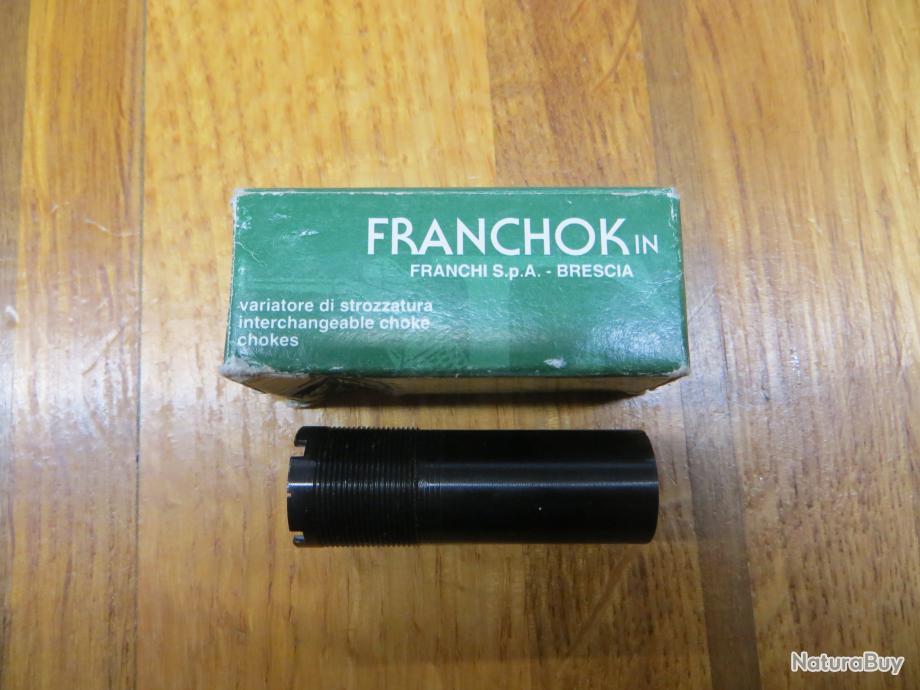 FRANCHOK IN
FRANCHI S.p.A. - BRESCIA
variatore di strozzatura
interchangeable choke
chokes
NaturaBuy